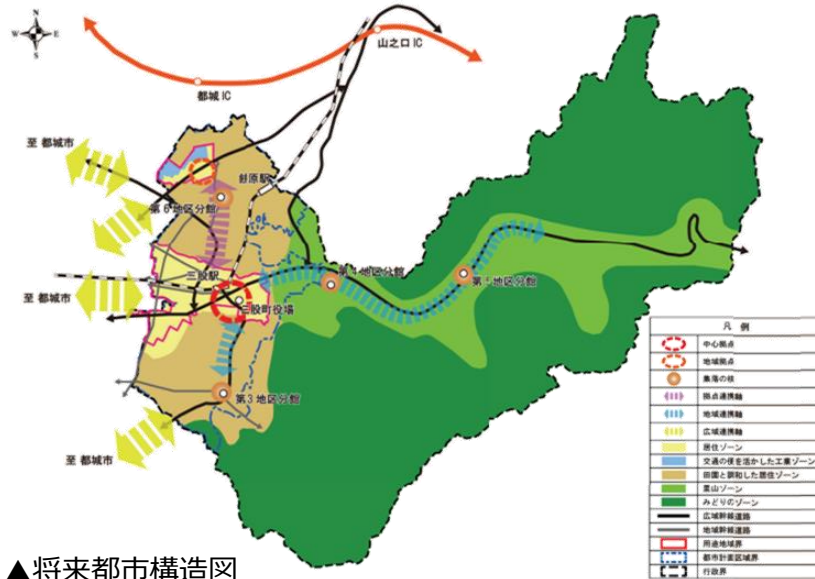 N
W
E
S
山之口 IC
都城 IC
至 都城市
餅原駅
第6地区分館
三股駅
第4地区分館
第1地区分館
至 都城市
三股町役場
第3地区分館
至 都城市
凡 例
中心拠点
地域拠点
集落の核
拠点連携軸
地域連携軸
広域連携軸
居住ゾーン
交通の便を活かした工業ゾーン
田園と調和した居住ゾーン
里山ゾーン
みどりのゾーン
広域幹線道路
地域幹線道路
用途地域界
都市計画区域界
行政界
▲将来都市構造図